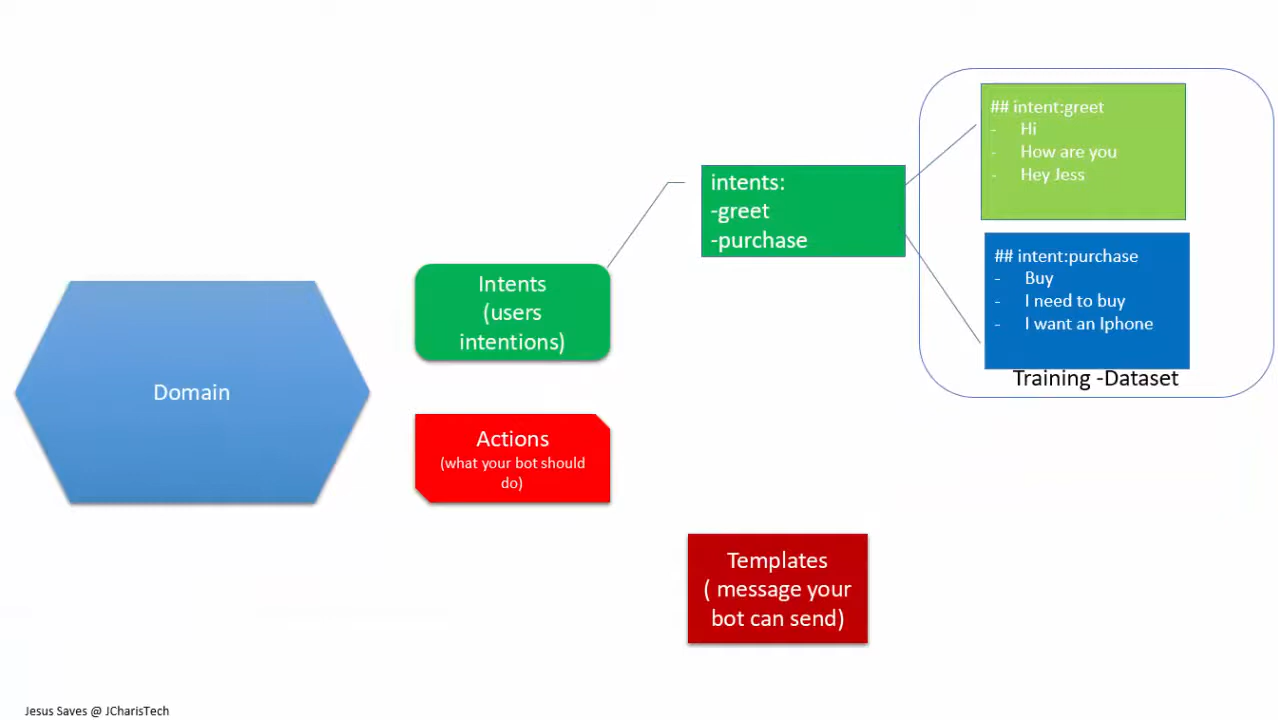 Domain
Intents
(users
intentions)
Actions
(what your bot should
do)
intents:
-greet
-purchase
## intent:greet
- Hi
- How are you
- Hey Jess
## intent:purchase
- Buy
- I need to buy
- I want an Iphone
Training -Dataset
Templates
( message your
bot can send)
Jesus Saves @ JCharisTech